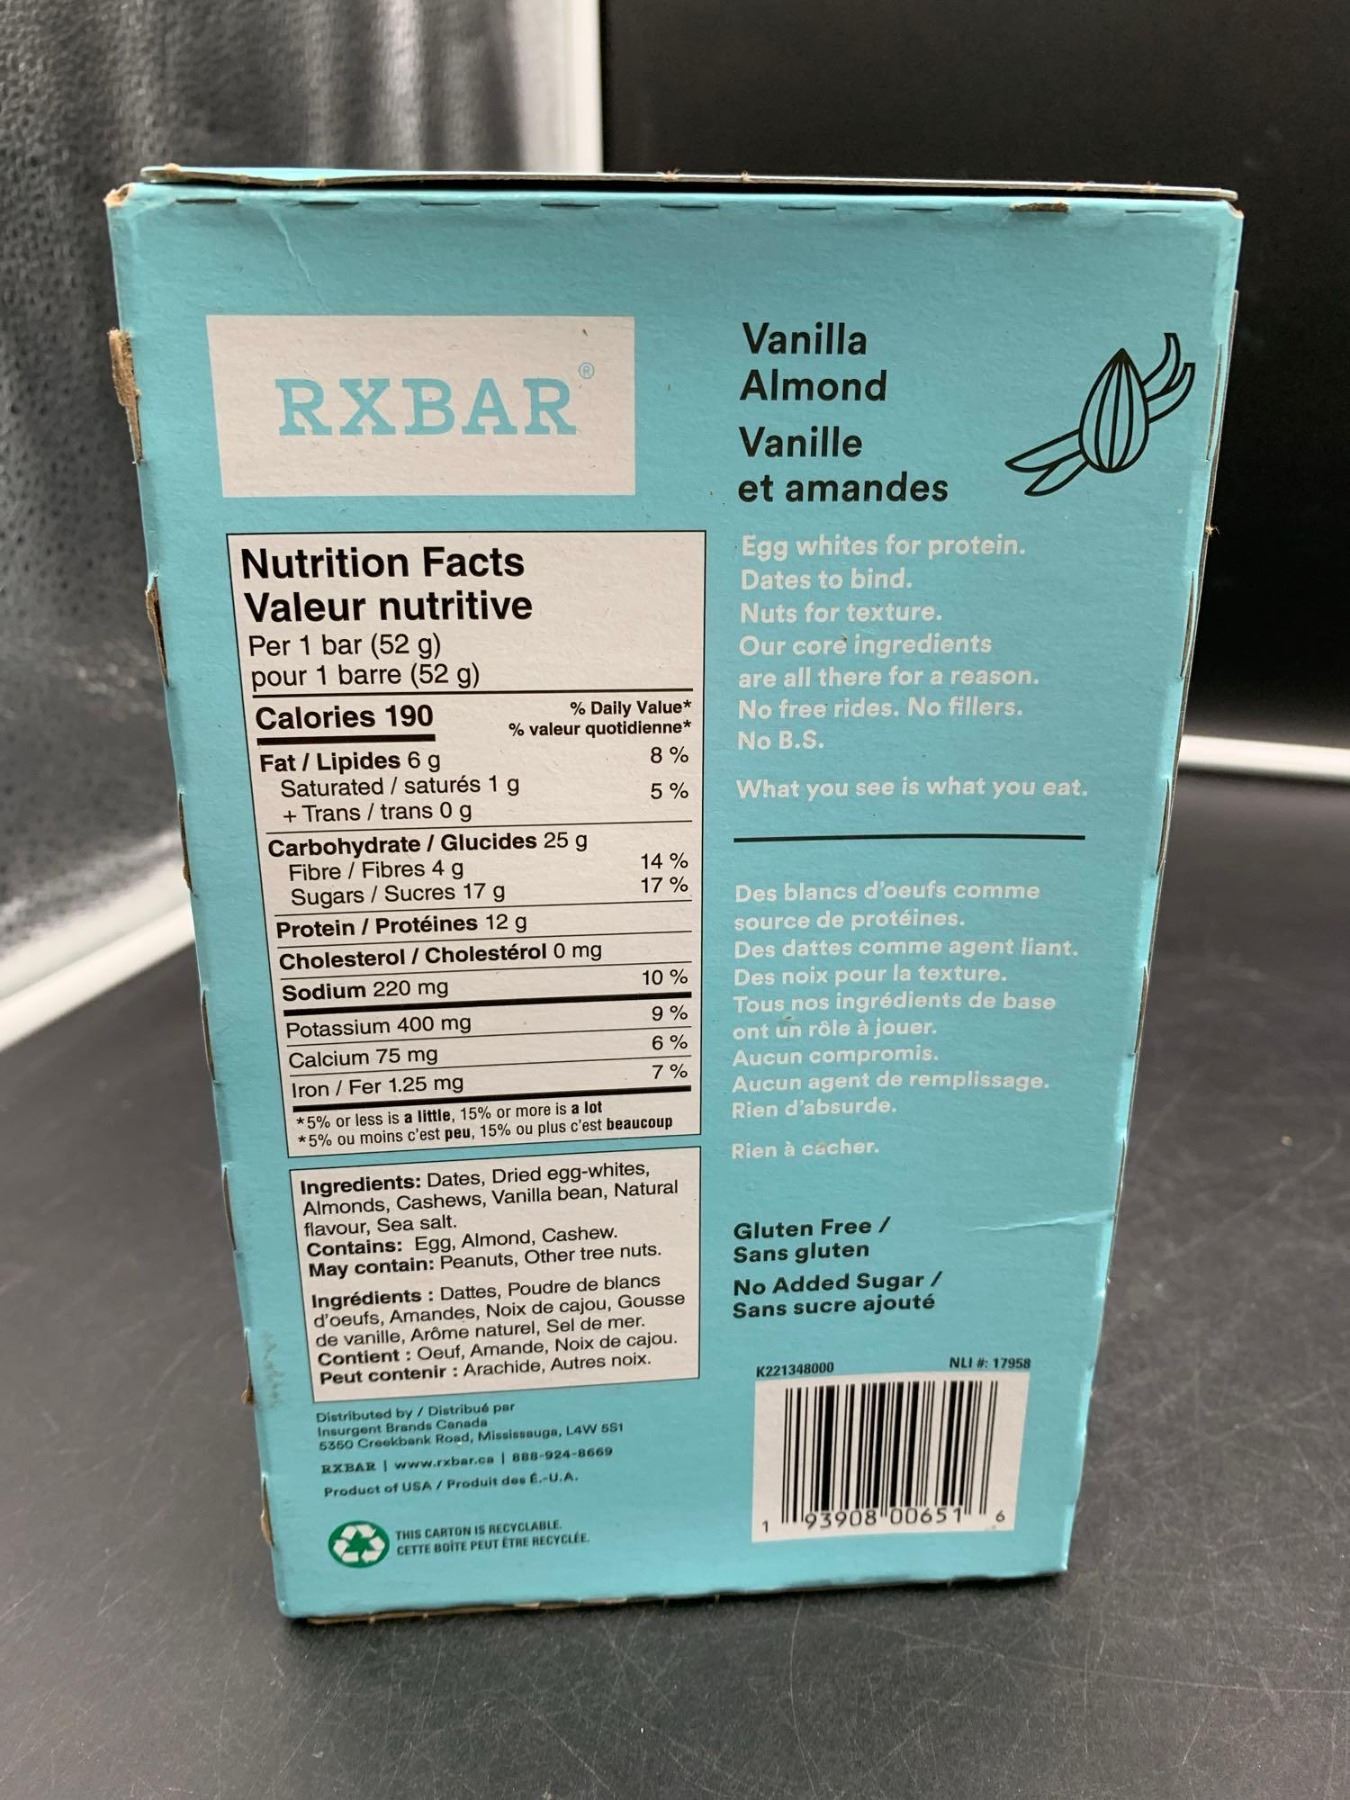 RXBAR®
Vanilla
Almond
Vanille
et amandes
Egg whites for protein.
Dates to bind.
Nuts for texture.
Our core ingredients
are all there for a reason.
No free rides. No fillers.
No B.S.
What you see is what you eat.
Des blancs d'oeufs comme
source de protéines.
Des dattes comme agent liant.
Des noix pour la texture.
Tous nos ingrédients de base
ont un rôle à jouer.
Aucun compromis.
Aucun agent de remplissage.
Rien d'absurde.
Rien à cacher.
Gluten Free /
Sans gluten
No Added Sugar /
Sans sucre ajouté
K221348000 NLI #: 17958
1 93908 00651 6
Nutrition Facts
Valeur nutritive
Per 1 bar (52 g)
pour 1 barre (52 g)
Calories 190
% Daily Value*
% valeur quotidienne*
Fat / Lipides 6 g 8 %
Saturated / saturés 1 g
+ Trans / trans 0 g 5 %
Carbohydrate / Glucides 25 g
Fibre / Fibres 4 g 14 %
Sugars / Sucres 17 g 17 %
Protein / Protéines 12 g
Cholesterol / Cholestérol 0 mg
Sodium 220 mg 10 %
Potassium 400 mg 9 %
Calcium 75 mg 6 %
Iron / Fer 1.25 mg 7 %
*5% or less is a little, 15% or more is a lot
*5% ou moins c'est peu, 15% ou plus c'est beaucoup
Ingredients: Dates, Dried egg-whites,
Almonds, Cashews, Vanilla bean, Natural
flavour, Sea salt.
Contains: Egg, Almond, Cashew.
May contain: Peanuts, Other tree nuts.
Ingrédients : Dattes, Poudre de blancs
d'oeufs, Amandes, Noix de cajou, Gousse
de vanille, Arôme naturel, Sel de mer.
Contient : Oeuf, Amande, Noix de cajou.
Peut contenir : Arachide, Autres noix.
Distributed by / Distribué par
Insurgent Brands Canada
5350 Creekbank Road, Mississauga, L4W 5S1
RXBAR | www.rxbar.ca | 888-924-8669
Product of USA / Produit des É.-U.A.
THIS CARTON IS RECYCLABLE.
CETTE BOÎTE PEUT ÊTRE RECYCLÉE.